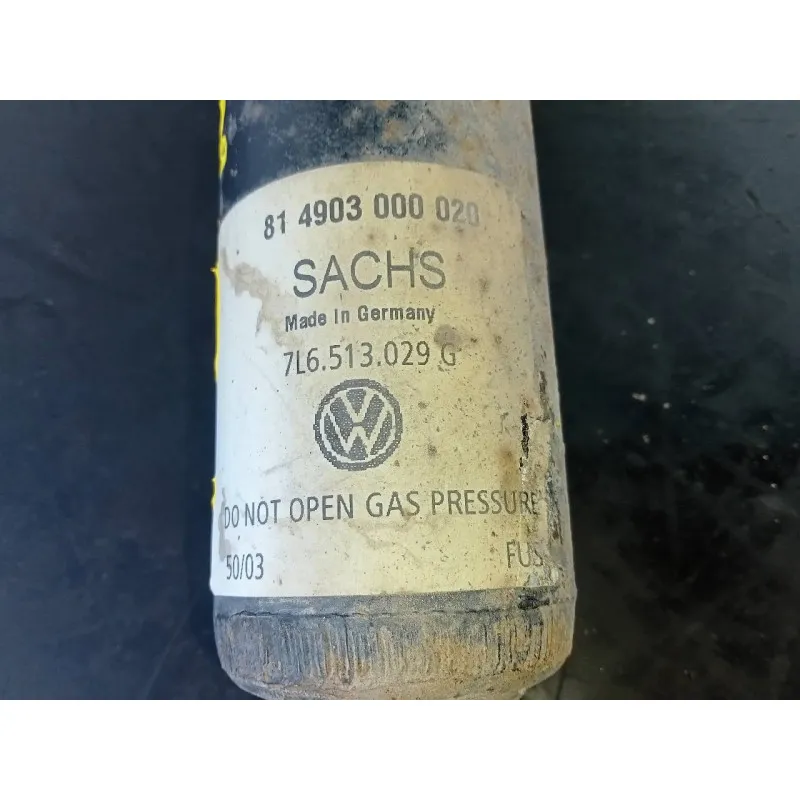 81 4903 000 020
SACHS
Made In Germany
7L6.513.029 G
VW
DO NOT OPEN GAS PRESSURE
50/03 FUS